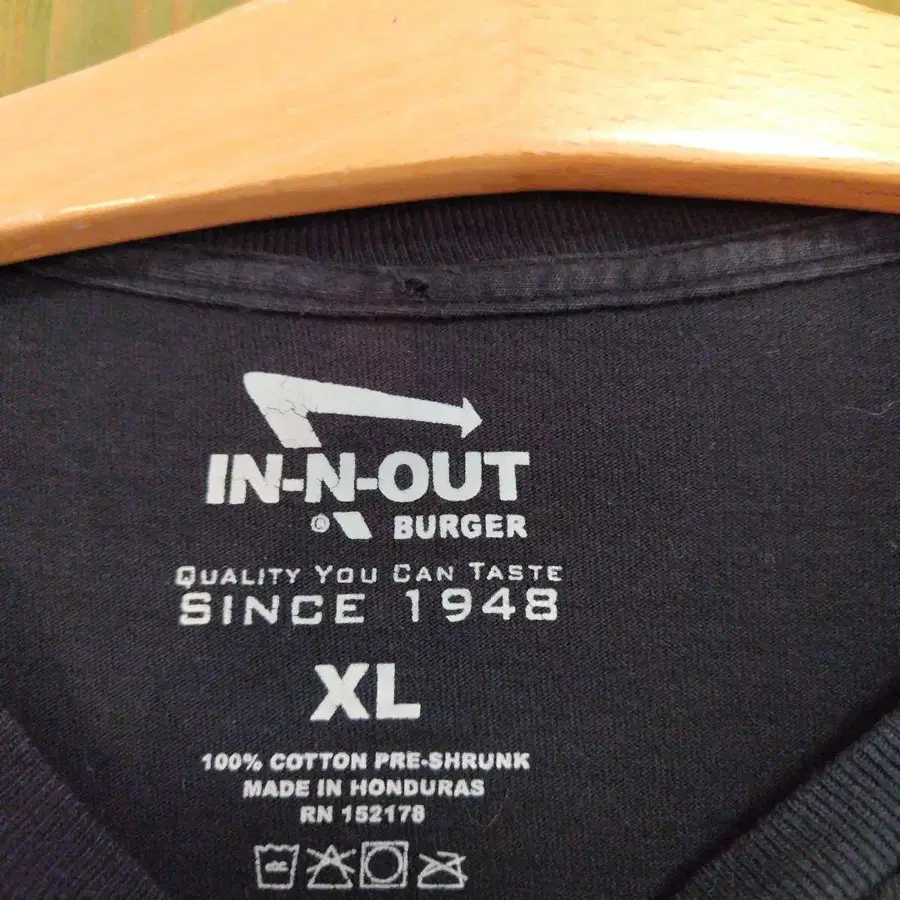 IN-N-OUT
® BURGER
QUALITY YOU CAN TASTE
SINCE 1948
XL
100% COTTON PRE-SHRUNK
MADE IN HONDURAS
RN 152178